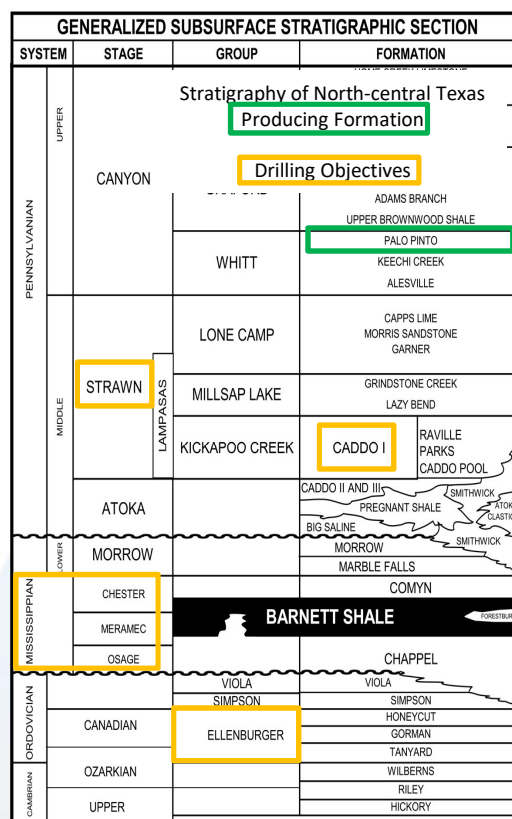 GENERALIZED SUBSURFACE STRATIGRAPHIC SECTION
SYSTEM STAGE GROUP FORMATION
Stratigraphy of North-central Texas
Producing Formation
Drilling Objectives
PENNSYLVANIAN
UPPER
CANYON
ADAMS BRANCH
UPPER BROWNWOOD SHALE
WHITT
PALO PINTO
KEECHI CREEK
ALESVILLE
MIDDLE
STRAWN
LAMPASAS
LONE CAMP
CAPPS LIME
MORRIS SANDSTONE
GARNER
MILLSAP LAKE
GRINDSTONE CREEK
LAZY BEND
KICKAPOO CREEK
CADDO I
RAVILLE
PARKS
CADDO POOL
ATOKA
CADDO II AND III
SMITHWICK
PREGNANT SHALE
BIG SALINE
SMITHWICK
MORROW
MORROW
MARBLE FALLS
MISSISSIPPIAN
CHESTER
COMYN
MERAMEC
BARNETT SHALE
OSAGE
CHAPPEL
ORDOVICIAN
VIOLA
VIOLA
SIMPSON
SIMPSON
CANADIAN
ELLENBURGER
HONEYCUT
GORMAN
TANYARD
CAMBRIAN
OZARKIAN
WILBERNS
UPPER
RILEY
HICKORY